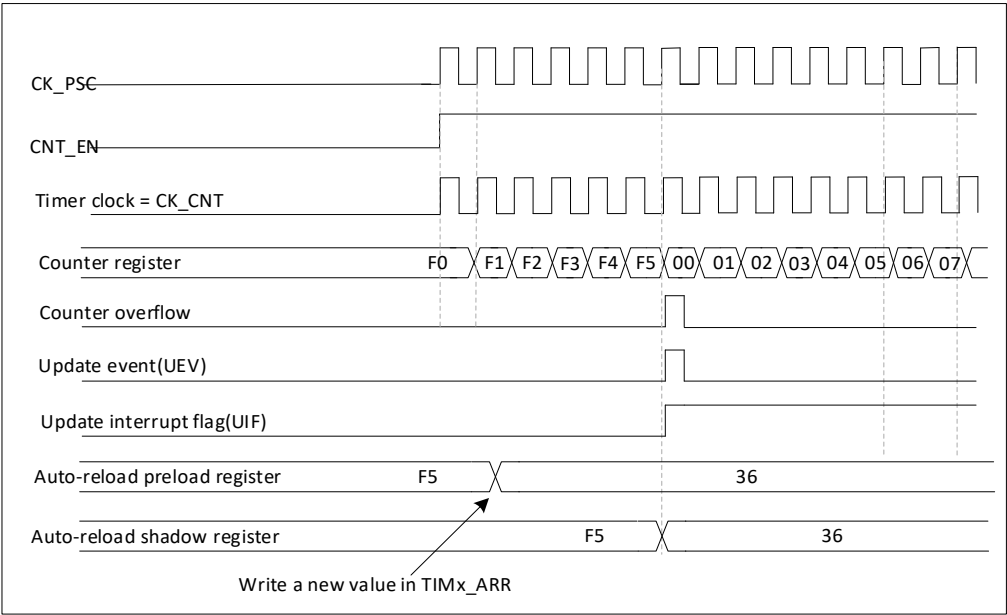 CK_PSC
CNT_EN
Timer clock = CK_CNT
Counter register F0 F1 F2 F3 F4 F5 00 01 02 03 04 05 06 07
Counter overflow
Update event(UEV)
Update interrupt flag(UIF)
Auto-reload preload register F5 36
Auto-reload shadow register F5 36
Write a new value in TIMx_ARR